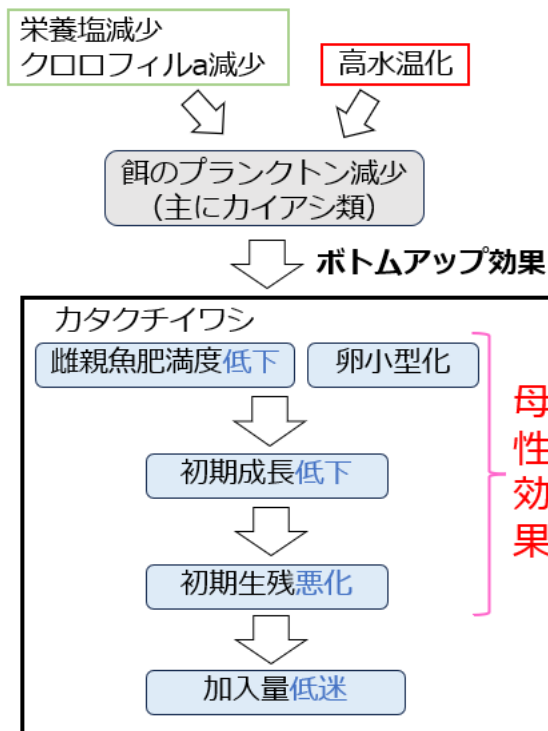 栄養塩減少
クロロフィルa減少
高水温化
餌のプランクトン減少
（主にカイアシ類）
ボトムアップ効果
カタクチイワシ
雌親魚肥満度低下
卵小型化
母性効果
初期成長低下
初期生残悪化
加入量低迷